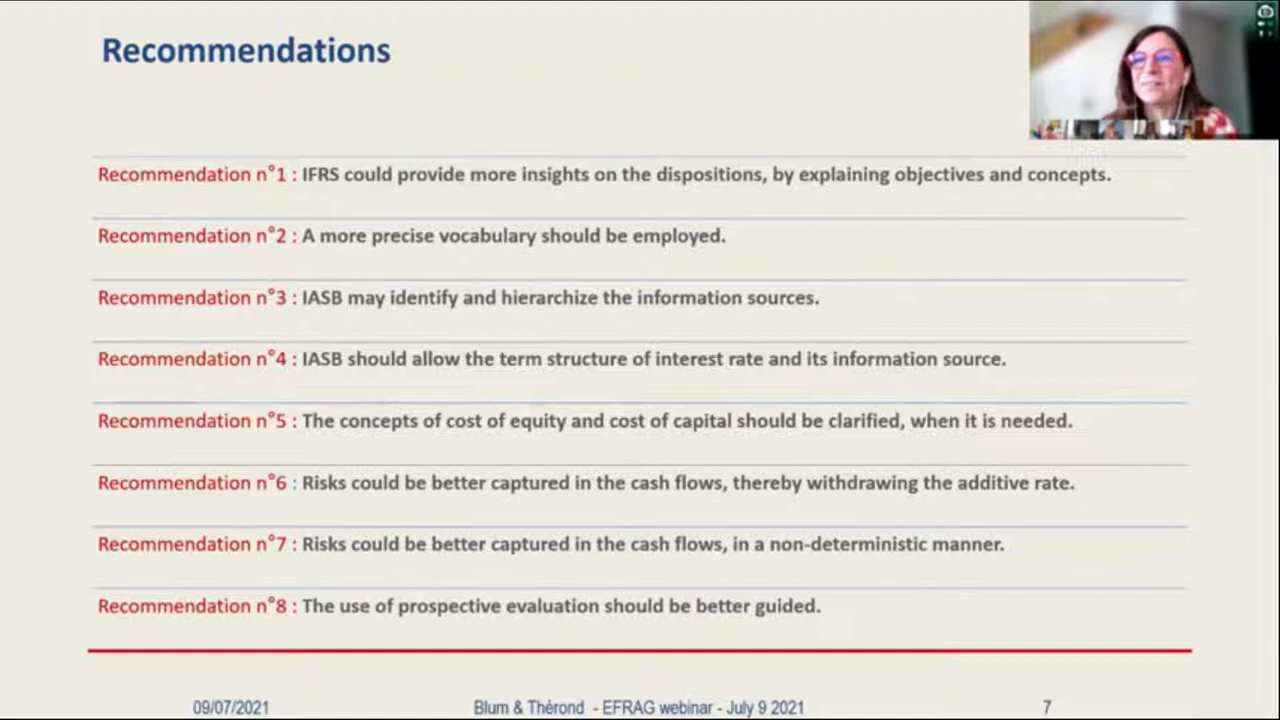 Recommendations
Recommendation n°1 : IFRS could provide more insights on the dispositions, by explaining objectives and concepts.
Recommendation n°2 : A more precise vocabulary should be employed.
Recommendation n°3 : IASB may identify and hierarchize the information sources.
Recommendation n°4 : IASB should allow the term structure of interest rate and its information source.
Recommendation n°5 : The concepts of cost of equity and cost of capital should be clarified, when it is needed.
Recommendation n°6 : Risks could be better captured in the cash flows, thereby withdrawing the additive rate.
Recommendation n°7 : Risks could be better captured in the cash flows, in a non-deterministic manner.
Recommendation n°8 : The use of prospective evaluation should be better guided.
09/07/2021 Blum & Thérond - EFRAG webinar - July 9 2021 7